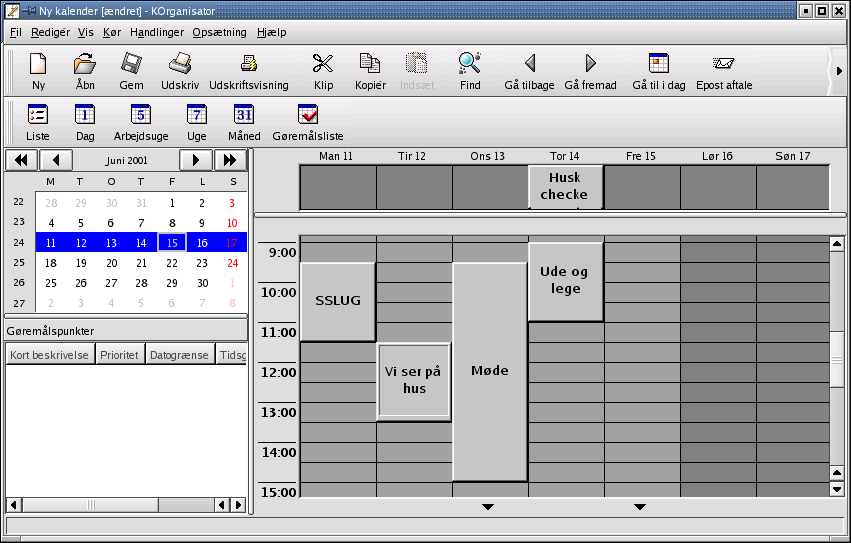 Ny kalender [ændret] - KOrganisator
Fil Redigér Vis Kør Handlinger Opsætning Hjælp
Ny Åbn Gem Udskriv Udskriftsvisning Klip Kopiér Indsæt Find Gå tilbage Gå fremad Gå til i dag Epost aftale
1 5 7 31
Liste Dag Arbejdsuge Uge Måned Gøremålsliste
Juni 2001
M T O T F L S
22 28 29 30 31 1 2 3
23 4 5 6 7 8 9 10
24 11 12 13 14 15 16 17
25 18 19 20 21 22 23 24
26 25 26 27 28 29 30 1
27 2 3 4 5 6 7 8
Gøremålspunkter
Kort beskrivelse Prioritet Datogrænse Tidsg
Man 11 Tir 12 Ons 13 Tor 14 Fre 15 Lør 16 Søn 17
Husk
checke
9:00
10:00
11:00
12:00
13:00
14:00
15:00
SSLUG
Vi ser på
hus
Møde
Ude og
lege